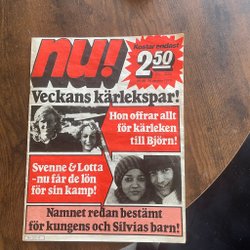 nu!
Kostar endast
2.50
Veckans kärlekspar!
Hon offrar allt
för kärleken
till Björn!
Svenne & Lotta
-nu får de lön
för sin kamp!
Namnet redan bestämt
för kungens och Silvias barn!